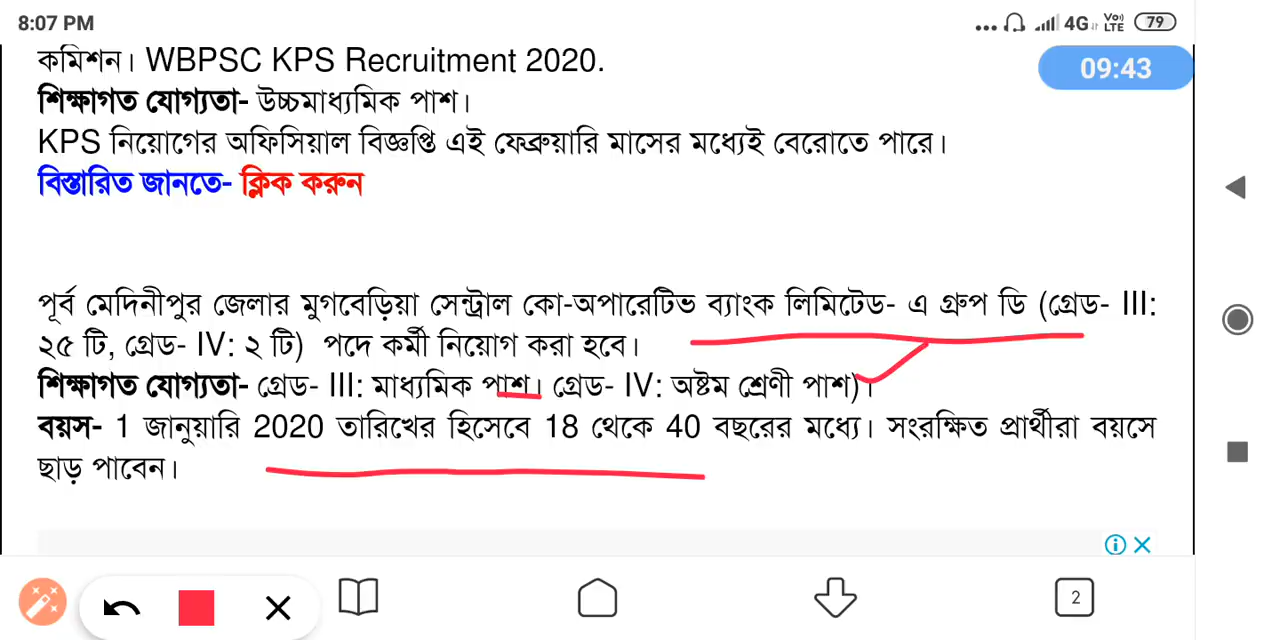 8:07 PM
4G
Vo))
LTE
79
09:43
কমিশন। WBPSC KPS Recruitment 2020.
শিক্ষাগত যোগ্যতা- উচ্চমাধ্যমিক পাশ।
KPS নিয়োগের অফিসিয়াল বিজ্ঞপ্তি এই ফেব্রুয়ারি মাসের মধ্যেই বেরোতে পারে।
বিস্তারিত জানতে- ক্লিক করুন
পূর্ব মেদিনীপুর জেলার মুগবেড়িয়া সেন্ট্রাল কো-অপারেটিভ ব্যাংক লিমিটেড- এ গ্রুপ ডি (গ্রেড- III:
২৫ টি, গ্রেড- IV: ২ টি) পদে কর্মী নিয়োগ করা হবে।
শিক্ষাগত যোগ্যতা- গ্রেড- III: মাধ্যমিক পাশ। গ্রেড- IV: অষ্টম শ্রেণী পাশ)।
বয়স- 1 জানুয়ারি 2020 তারিখের হিসেবে 18 থেকে 40 বছরের মধ্যে। সংরক্ষিত প্রার্থীরা বয়সে
ছাড় পাবেন।
2